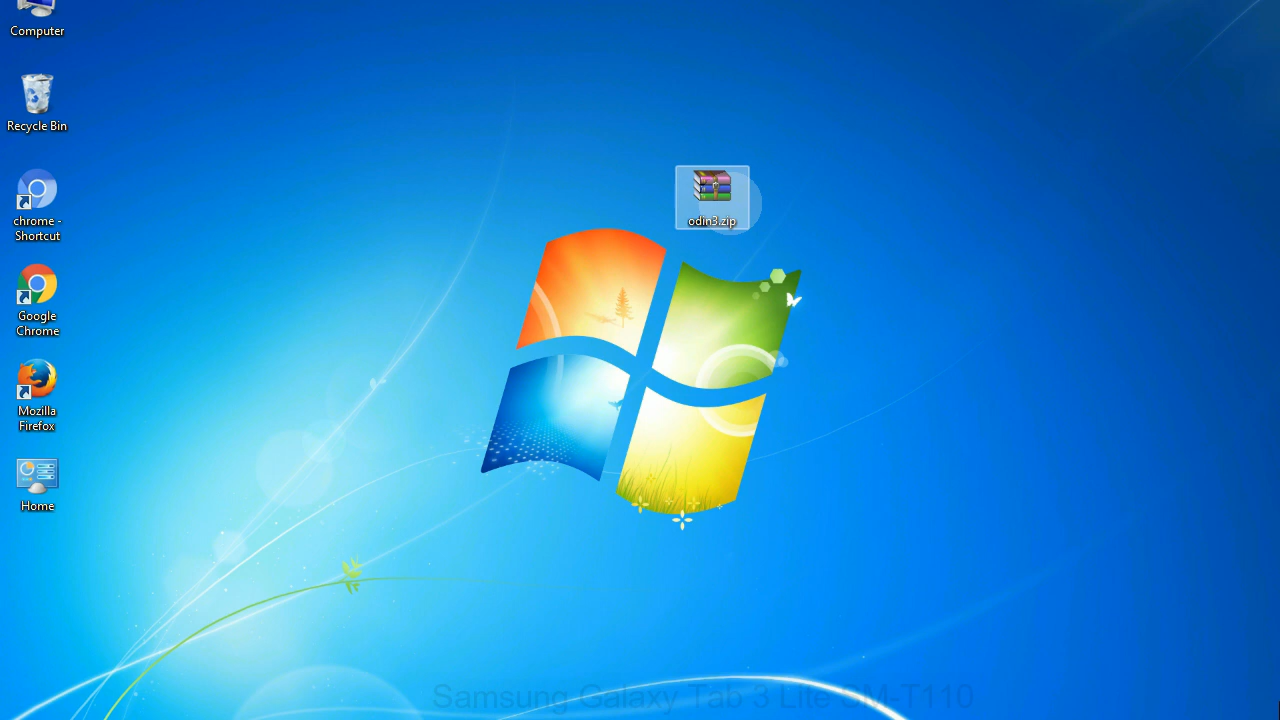 Computer
Recycle Bin
chrome -
Shortcut
Google
Chrome
Mozilla
Firefox
Home
odin3.zip
Samsung Galaxy Tab 3 Lite SM-T110